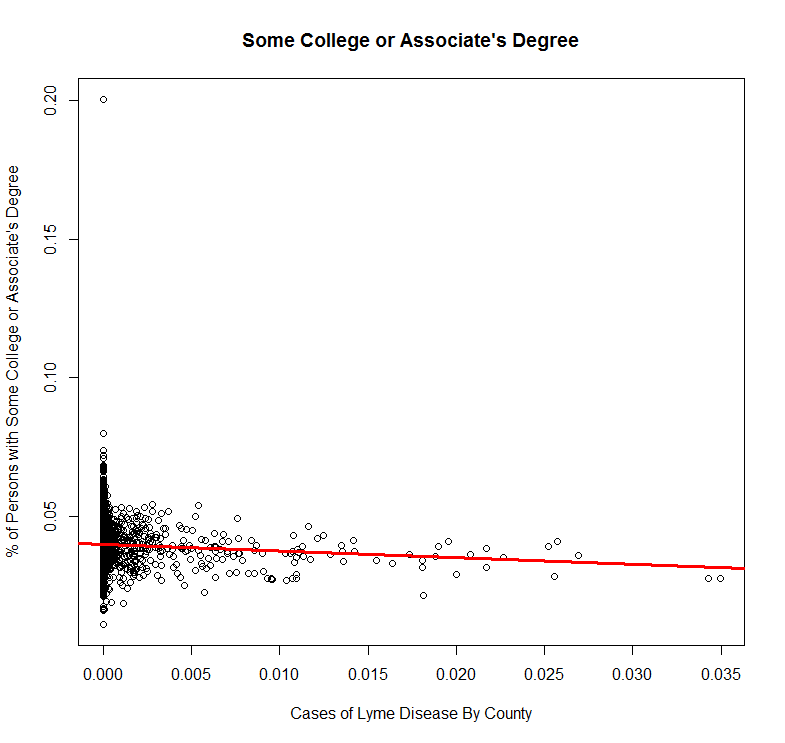 Some College or Associate's Degree
% of Persons with Some College or Associate's Degree
0.20
0.15
0.10
0.05
0.000 0.005 0.010 0.015 0.020 0.025 0.030 0.035
Cases of Lyme Disease By County